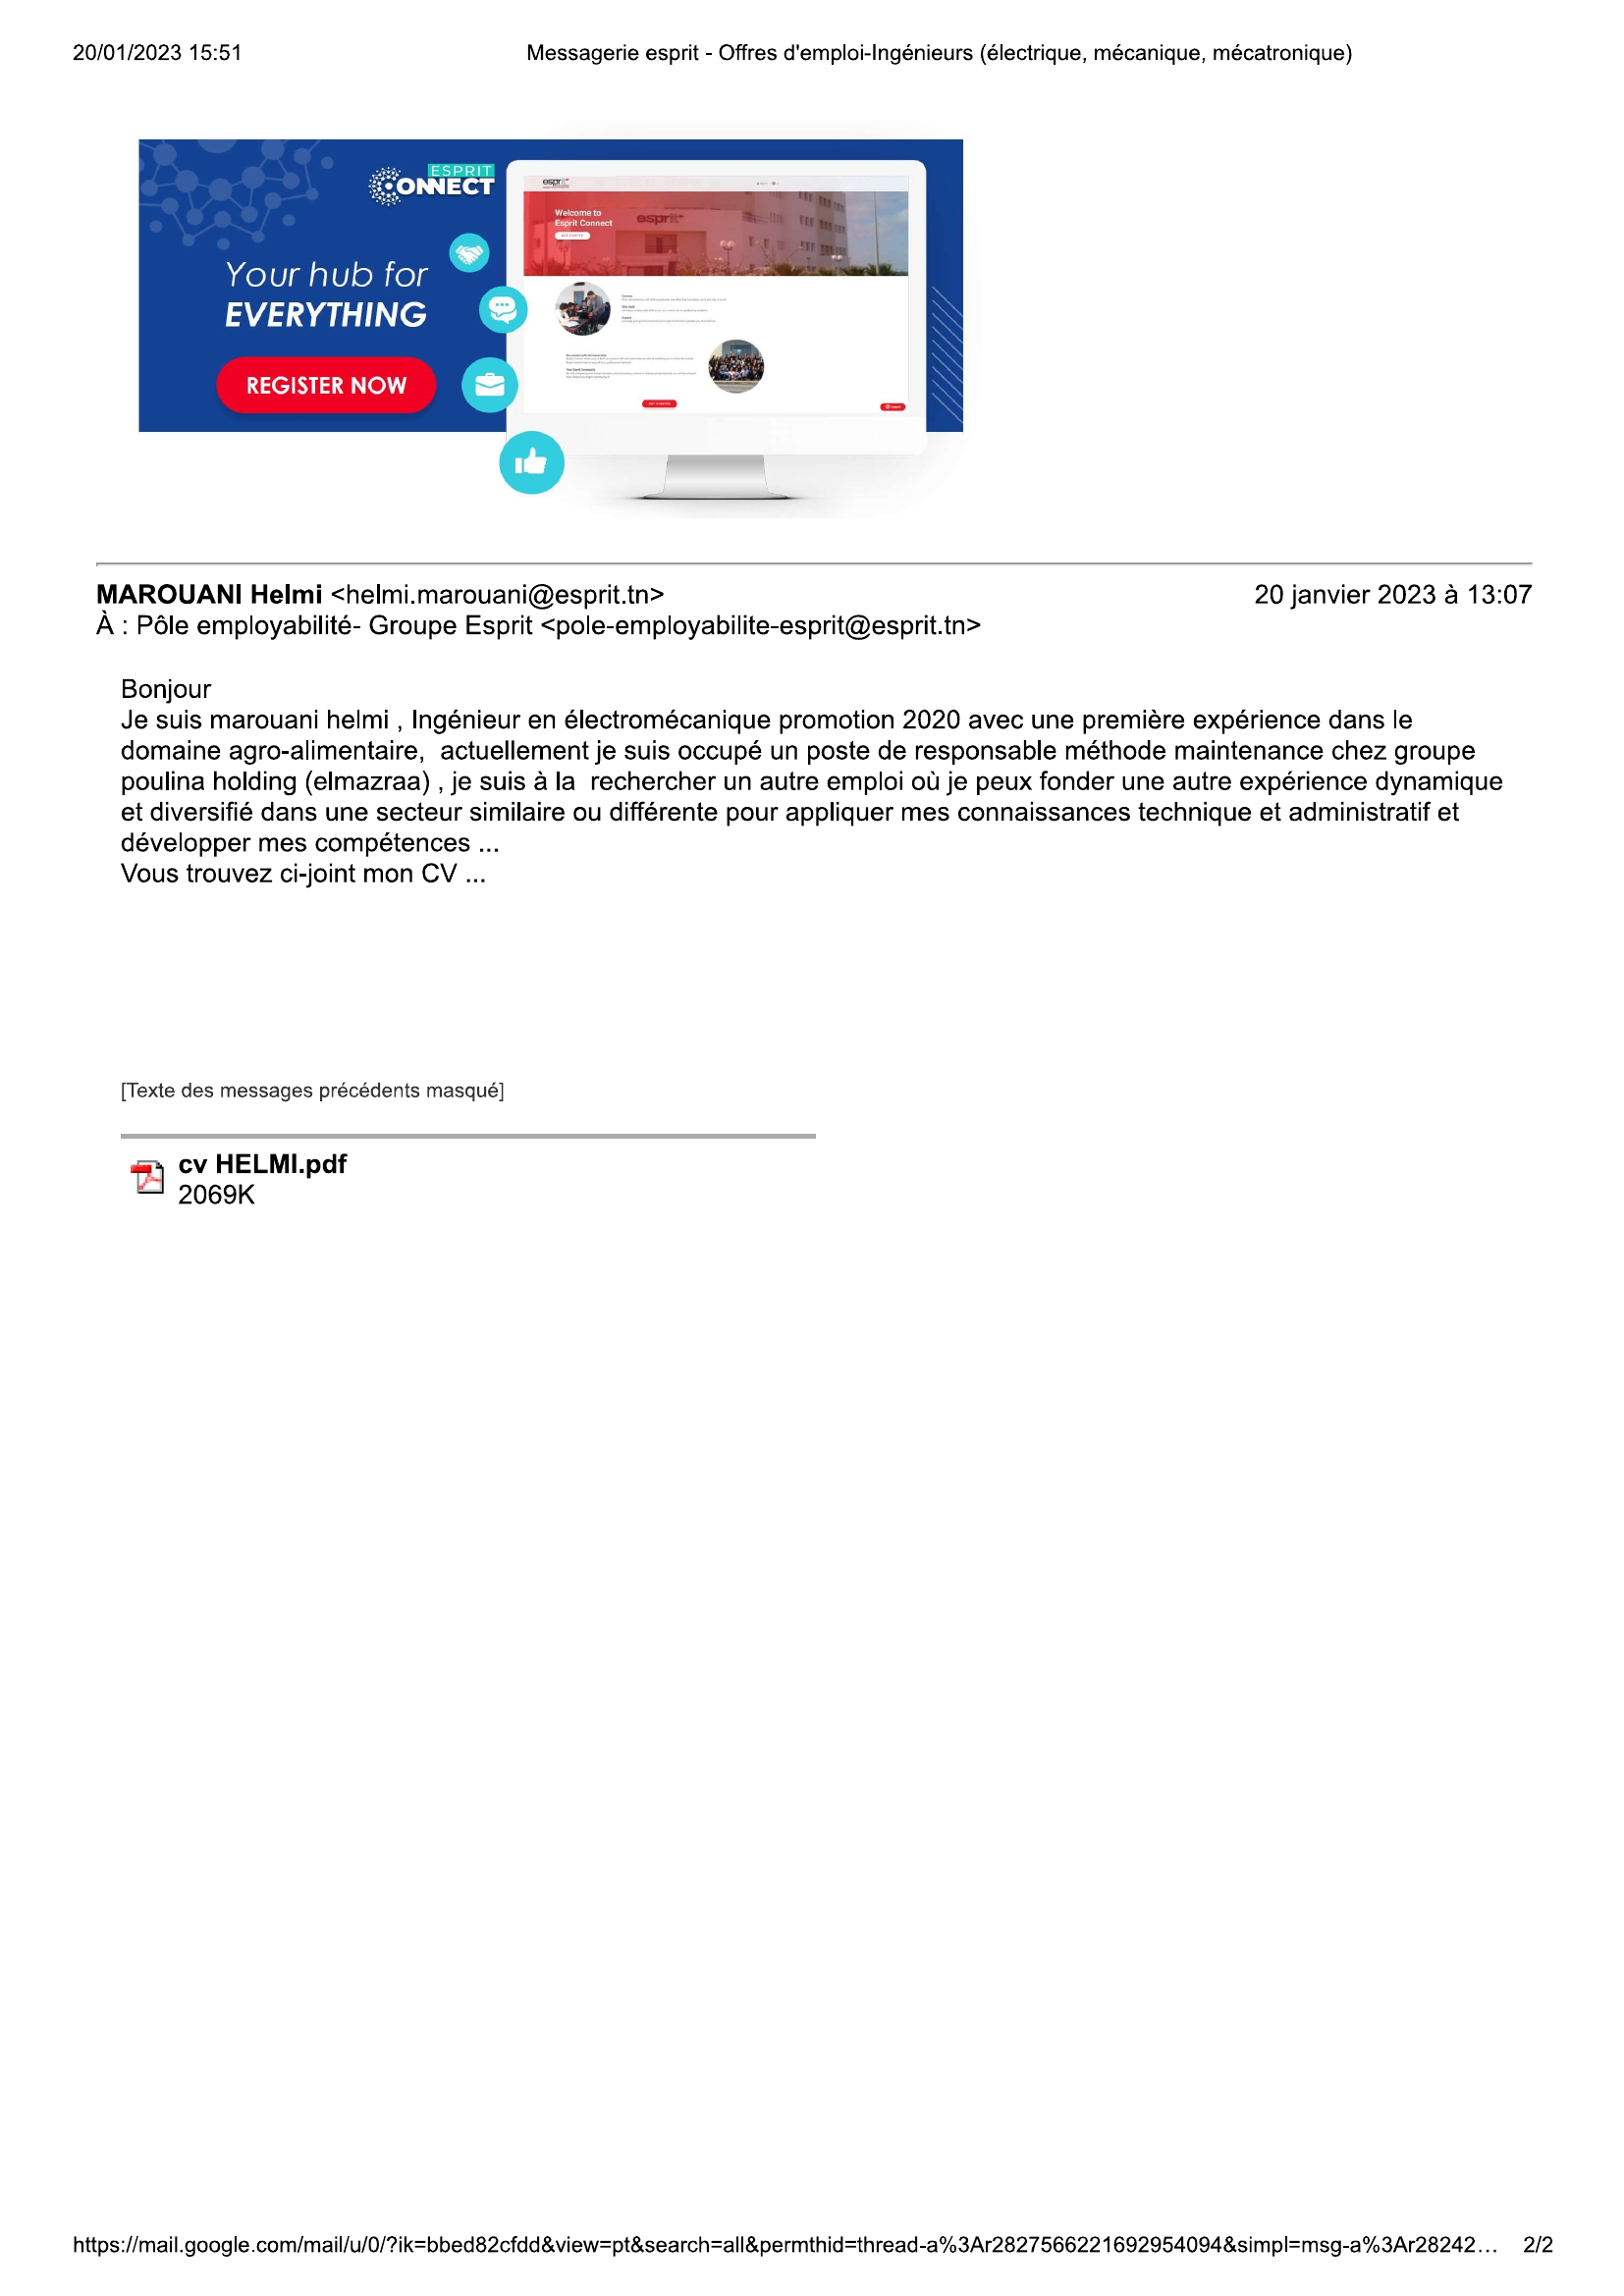 20/01/2023 15:51
Messagerie esprit - Offres d'emploi-Ingénieurs (électrique, mécanique, mécatronique)
ESPRIT
CONNECT
Your hub for
EVERYTHING
REGISTER NOW
esprit
Welcome to
Esprit Connect
esprit
MAROUANI Helmi <helmi.marouani@esprit.tn>
20 janvier 2023 à 13:07
À : Pôle employabilité- Groupe Esprit <pole-employabilite-esprit@esprit.tn>
Bonjour
Je suis marouani helmi , Ingénieur en électromécanique promotion 2020 avec une première expérience dans le
domaine agro-alimentaire,  actuellement je suis occupé un poste de responsable méthode maintenance chez groupe
poulina holding (elmazraa) , je suis à la  rechercher un autre emploi où je peux fonder une autre expérience dynamique
et diversifié dans une secteur similaire ou différente pour appliquer mes connaissances technique et administratif et
développer mes compétences ...
Vous trouvez ci-joint mon CV ...
[Texte des messages précédents masqué]
cv HELMI.pdf
2069K
https://mail.google.com/mail/u/0/?ik=bbed82cfdd&view=pt&search=all&permthid=thread-a%3Ar2827566221692954094&simpl=msg-a%3Ar28242… 2/2